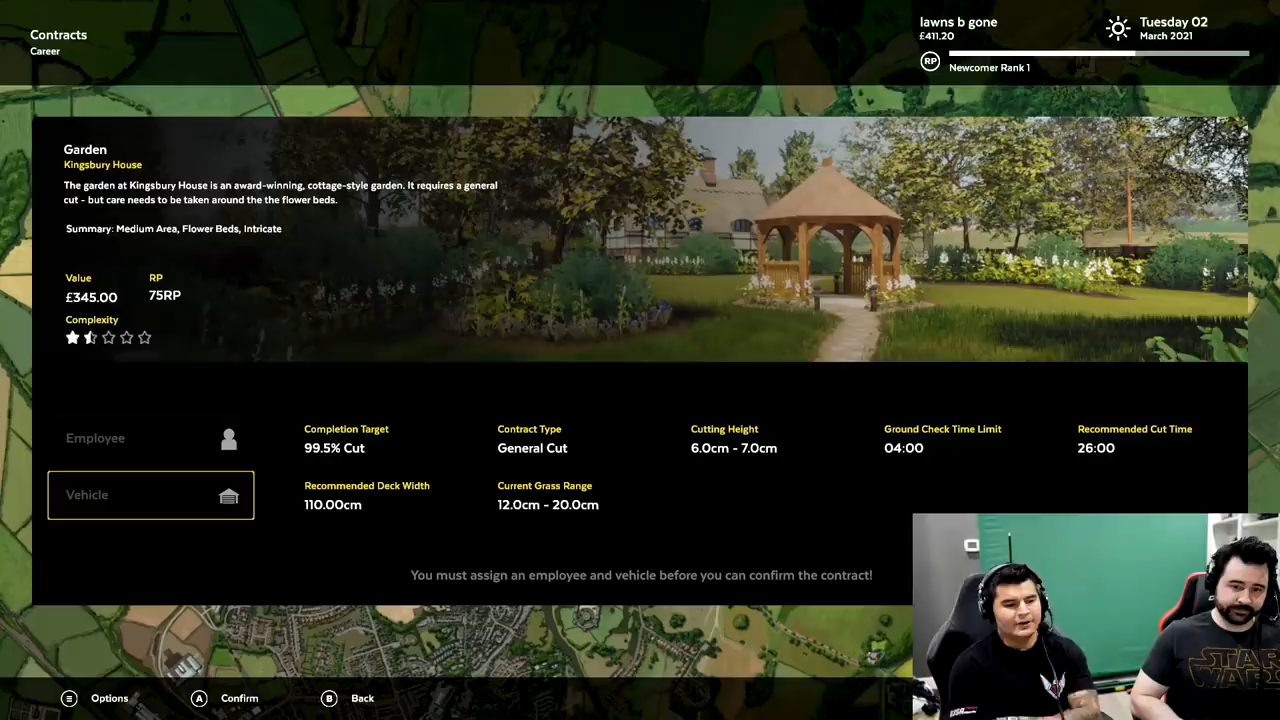 Contracts
Career
lawns b gone
£411.20
Tuesday 02
March 2021
RP
Newcomer Rank 1
Garden
Kingsbury House
The garden at Kingsbury House is an award-winning, cottage-style garden. It requires a general
cut - but care needs to be taken around the the flower beds.
Summary: Medium Area, Flower Beds, Intricate
Value
RP
£345.00
75RP
Complexity
Employee
Vehicle
Completion Target
99.5% Cut
Contract Type
General Cut
Cutting Height
6.0cm - 7.0cm
Ground Check Time Limit
04:00
Recommended Cut Time
26:00
Recommended Deck Width
110.00cm
Current Grass Range
12.0cm - 20.0cm
You must assign an employee and vehicle before you can confirm the contract!
STAR
WARS
Options
A
Confirm
B
Back